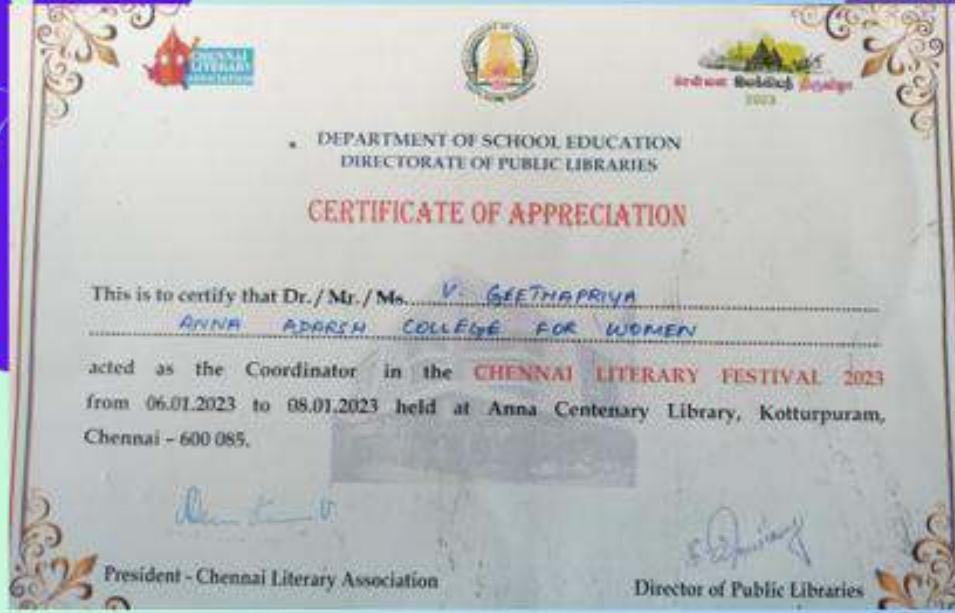 CHENNAI
LITERARY
ASSOCIATION
சென்னை இலக்கியத் திருவிழா
2023
DEPARTMENT OF SCHOOL EDUCATION
DIRECTORATE OF PUBLIC LIBRARIES
CERTIFICATE OF APPRECIATION
This is to certify that Dr./ Mr./ Ms. V. GEETHAPRIYA
ANNA ADARSH COLLEGE FOR WOMEN
acted as the Coordinator in the CHENNAI LITERARY FESTIVAL 2023
from 06.01.2023 to 08.01.2023 held at Anna Centenary Library, Kotturpuram,
Chennai – 600 085.
President - Chennai Literary Association
Director of Public Libraries